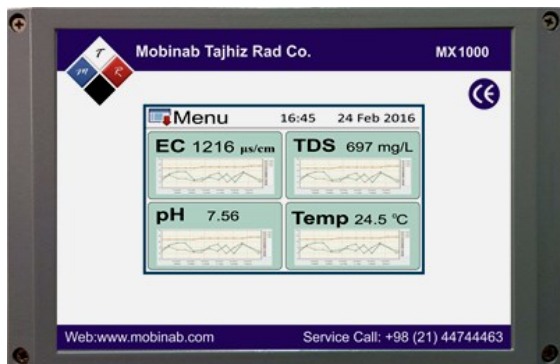 Mobinab Tajhiz Rad Co. MX1000
T
M R
CE
Menu 16:45 24 Feb 2016
EC 1216 µs/cm TDS 697 mg/L
pH 7.56 Temp 24.5 °C
Web:www.mobinab.com Service Call: +98 (21) 44744463